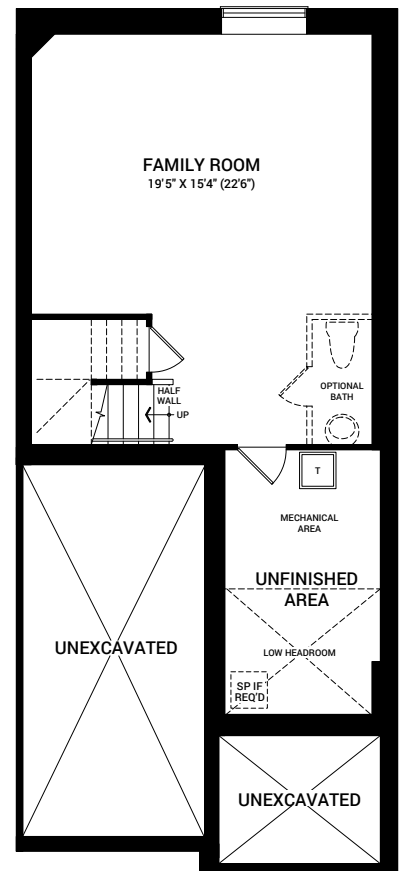 FAMILY ROOM
19'5" X 15'4" (22'6")
HALF
WALL
UP
OPTIONAL
BATH
T
MECHANICAL
AREA
UNFINISHED
AREA
UNEXCAVATED
LOW HEADROOM
SP IF
REQ'D
UNEXCAVATED